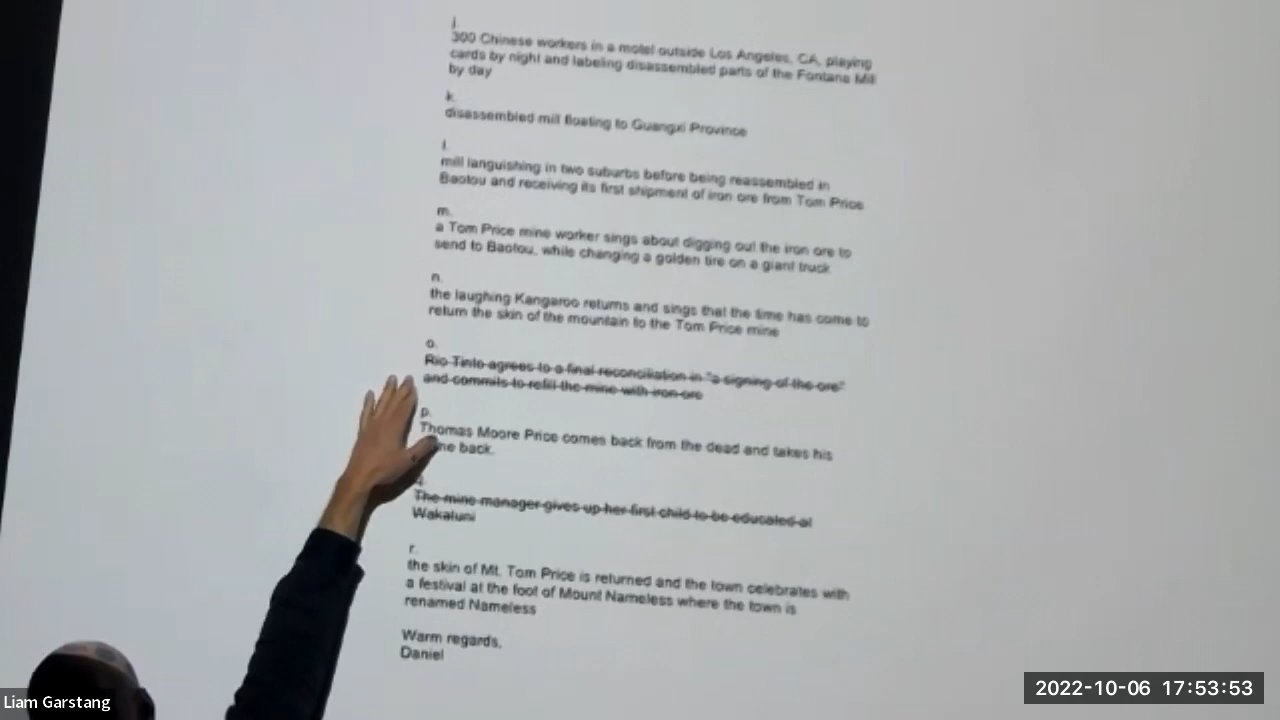 j.
300 Chinese workers in a motel outside Los Angeles, CA, playing
cards by night and labeling disassembled parts of the Fontana Mill
by day
k.
disassembled mill floating to Guangxi Province
l.
mill languishing in two suburbs before being reassembled in
Baotou and receiving its first shipment of iron ore from Tom Price
m.
a Tom Price mine worker sings about digging out the iron ore to
send to Baotou, while changing a golden tire on a giant truck
n.
the laughing Kangaroo returns and sings that the time has come to
return the skin of the mountain to the Tom Price mine
o.
Rio Tinto agrees to a final reconciliation in "a signing of the ore"
and commits to refill the mine with iron ore
p.
Thomas Moore Price comes back from the dead and takes his
back.
The mine manager gives up her first child to be educated at
Wakatuni
r.
the skin of Mt. Tom Price is returned and the town celebrates with
a festival at the foot of Mount Nameless where the town is
renamed Nameless
Warm regards,
Daniel
Liam Garstang
2022-10-06 17:53:53